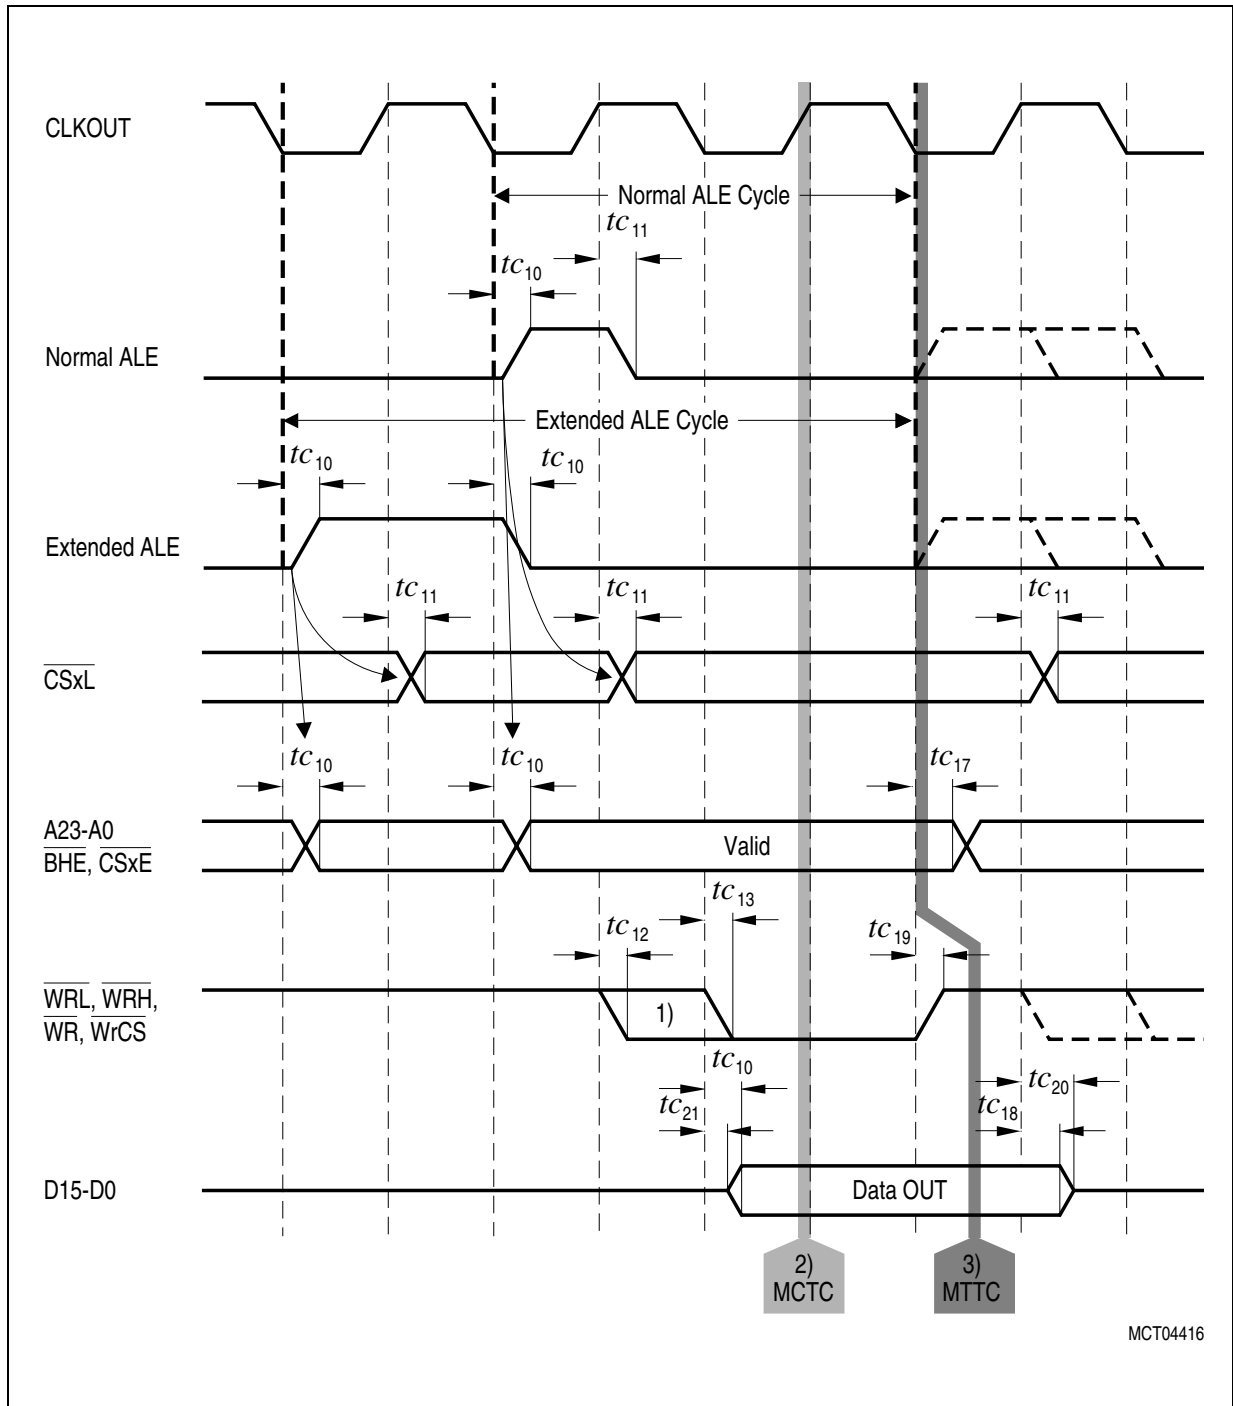 CLKOUT
Normal ALE Cycle
tc11
tc10
Normal ALE
Extended ALE Cycle
tc10
tc10
Extended ALE
tc11
tc11
tc11
CSxL
tc10
tc10
tc17
A23-A0
BHE, CSxE
Valid
tc13
tc12
tc19
WRL, WRH,
WR, WrCS
1)
tc10
tc20
tc21
tc18
D15-D0
Data OUT
2)
MCTC
3)
MTTC
MCT04416